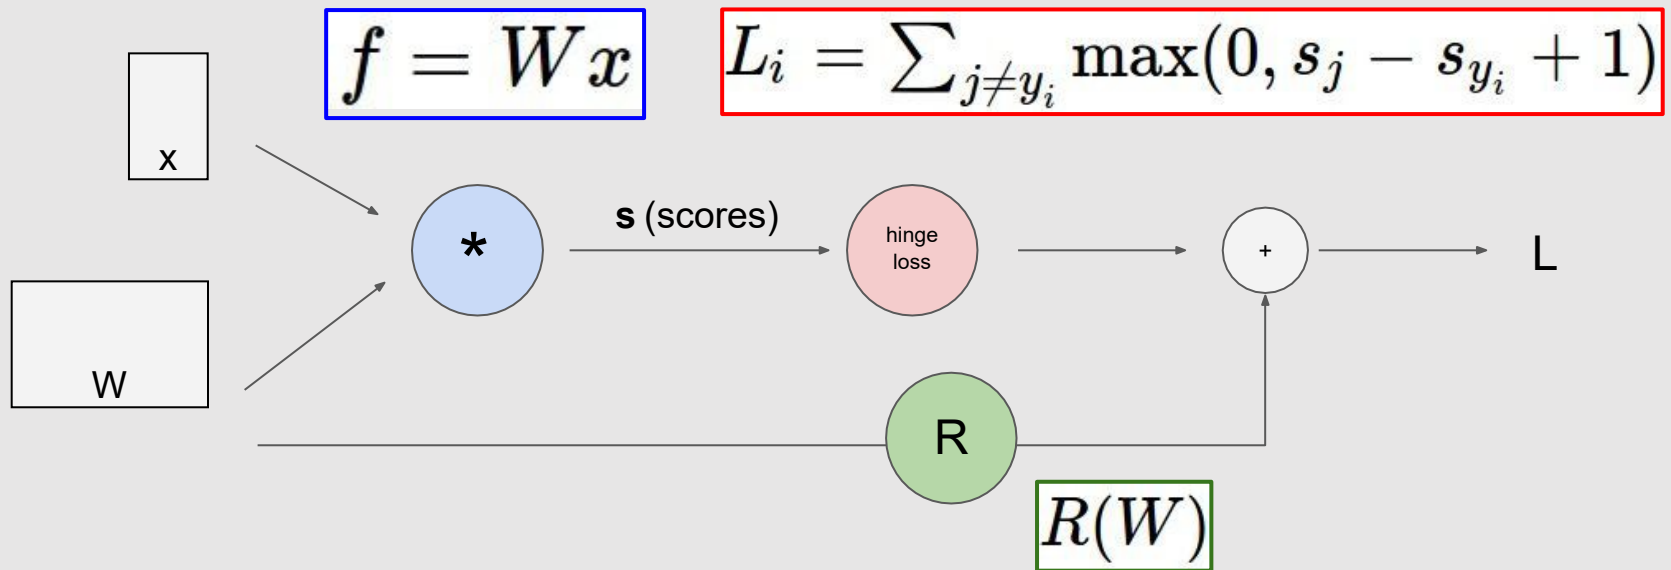 f = Wx
L_i = ∑_{j≠y_i} max(0, s_j − s_{y_i} + 1)
x
*
s (scores)
hinge
loss
+
L
W
R
R(W)